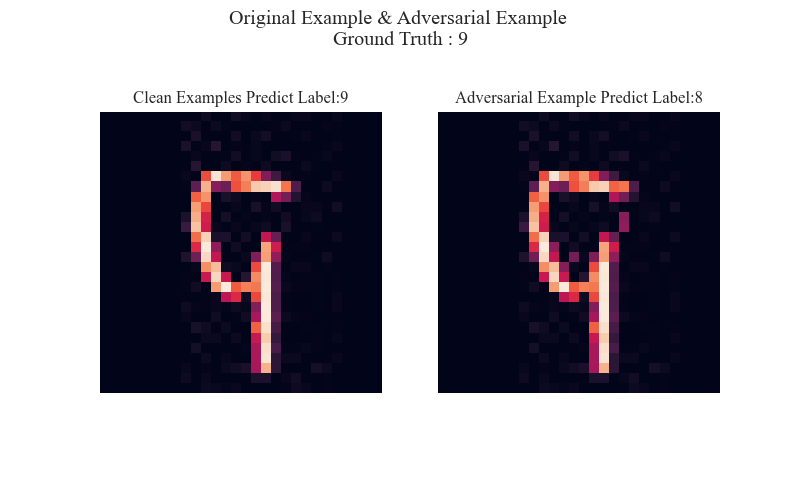 Original Example & Adversarial Example
Ground Truth : 9
Clean Examples Predict Label:9
Adversarial Example Predict Label:8